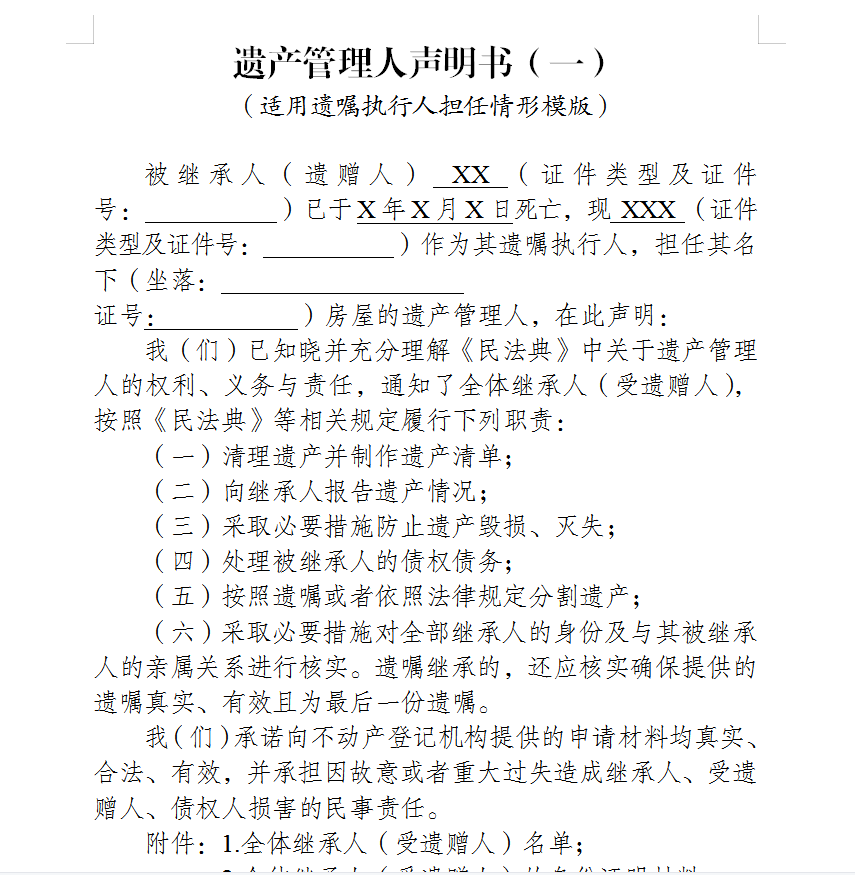 遗产管理人声明书（一）
（适用遗嘱执行人担任情形模版）
被继承人（遗赠人） XX （证件类型及证件
号：__________）已于X年X月X日死亡，现 XXX （证件
类型及证件号：__________）作为其遗嘱执行人，担任其名
下（坐落：__________________
证号：___________）房屋的遗产管理人，在此声明：
我（们）已知晓并充分理解《民法典》中关于遗产管理
人的权利、义务与责任，通知了全体继承人（受遗赠人），
按照《民法典》等相关规定履行下列职责：
（一）清理遗产并制作遗产清单；
（二）向继承人报告遗产情况；
（三）采取必要措施防止遗产毁损、灭失；
（四）处理被继承人的债权债务；
（五）按照遗嘱或者依照法律规定分割遗产；
（六）采取必要措施对全部继承人的身份及与其被继承
人的亲属关系进行核实。遗嘱继承的，还应核实确保提供的
遗嘱真实、有效且为最后一份遗嘱。
我（们）承诺向不动产登记机构提供的申请材料均真实、
合法、有效，并承担因故意或者重大过失造成继承人、受遗
赠人、债权人损害的民事责任。
附件：1.全体继承人（受遗赠人）名单；